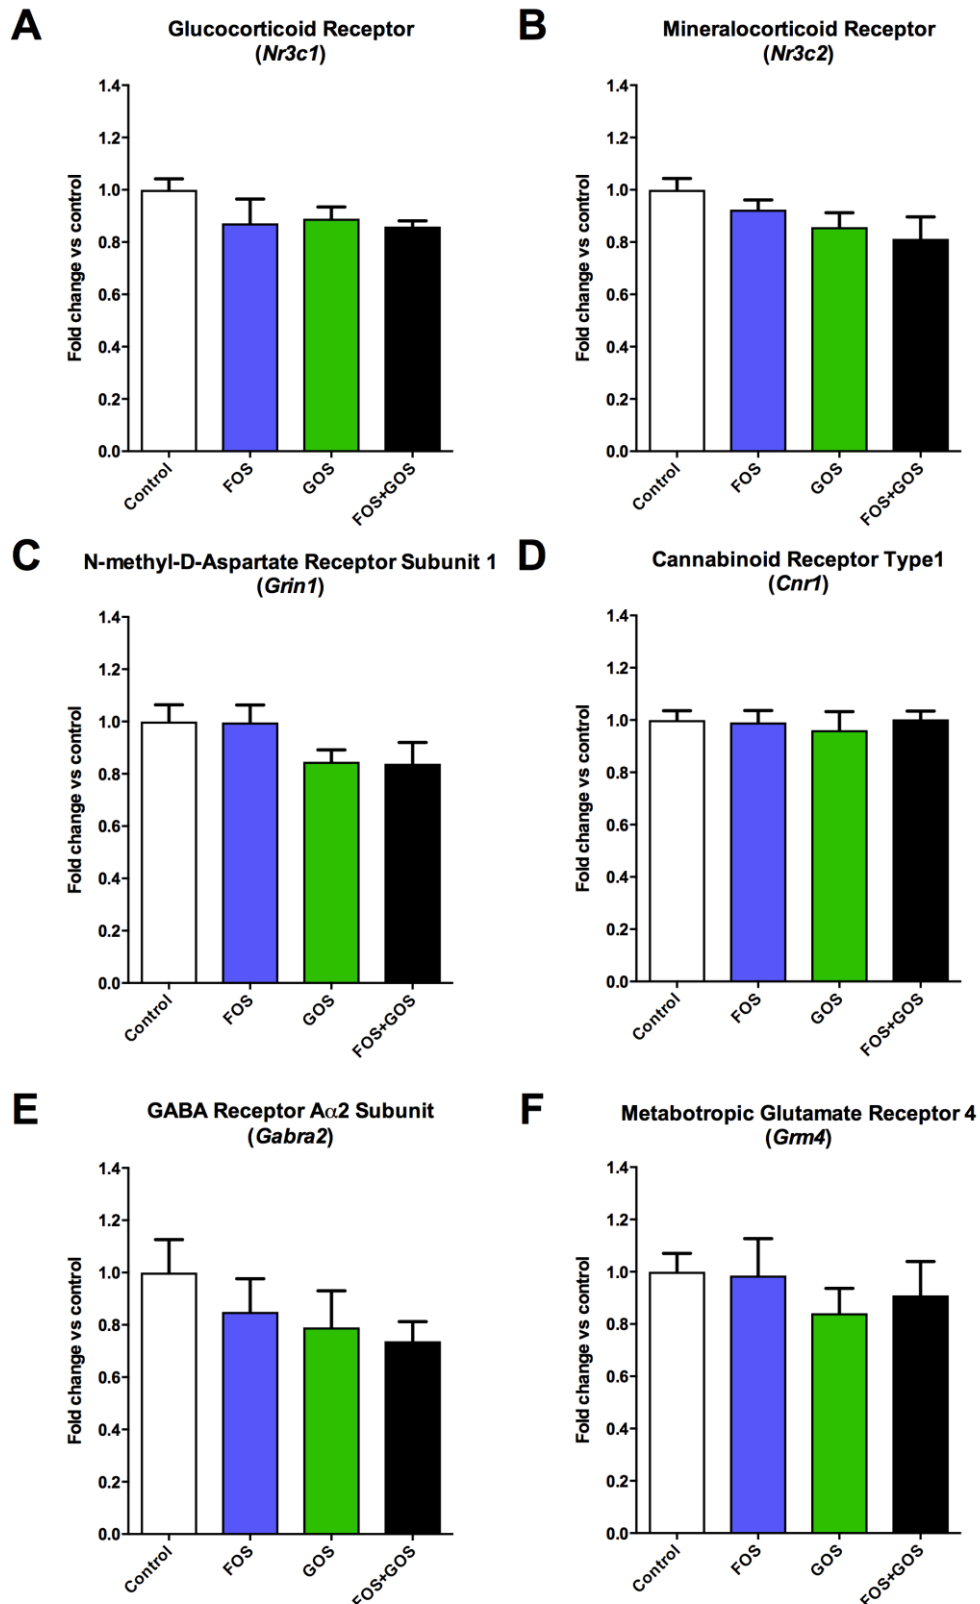 A
Glucocorticoid Receptor
(Nr3c1)
Fold change vs control
1.4
1.2
1.0
0.8
0.6
0.4
0.2
0.0
Control
FOS
GOS
FOS+GOS
B
Mineralocorticoid Receptor
(Nr3c2)
Fold change vs control
1.4
1.2
1.0
0.8
0.6
0.4
0.2
0.0
Control
FOS
GOS
FOS+GOS
C
N-methyl-D-Aspartate Receptor Subunit 1
(Grin1)
Fold change vs control
1.4
1.2
1.0
0.8
0.6
0.4
0.2
0.0
Control
FOS
GOS
FOS+GOS
D
Cannabinoid Receptor Type1
(Cnr1)
Fold change vs control
1.4
1.2
1.0
0.8
0.6
0.4
0.2
0.0
Control
FOS
GOS
FOS+GOS
E
GABA Receptor Aα2 Subunit
(Gabra2)
Fold change vs control
1.4
1.2
1.0
0.8
0.6
0.4
0.2
0.0
Control
FOS
GOS
FOS+GOS
F
Metabotropic Glutamate Receptor 4
(Grm4)
Fold change vs control
1.4
1.2
1.0
0.8
0.6
0.4
0.2
0.0
Control
FOS
GOS
FOS+GOS